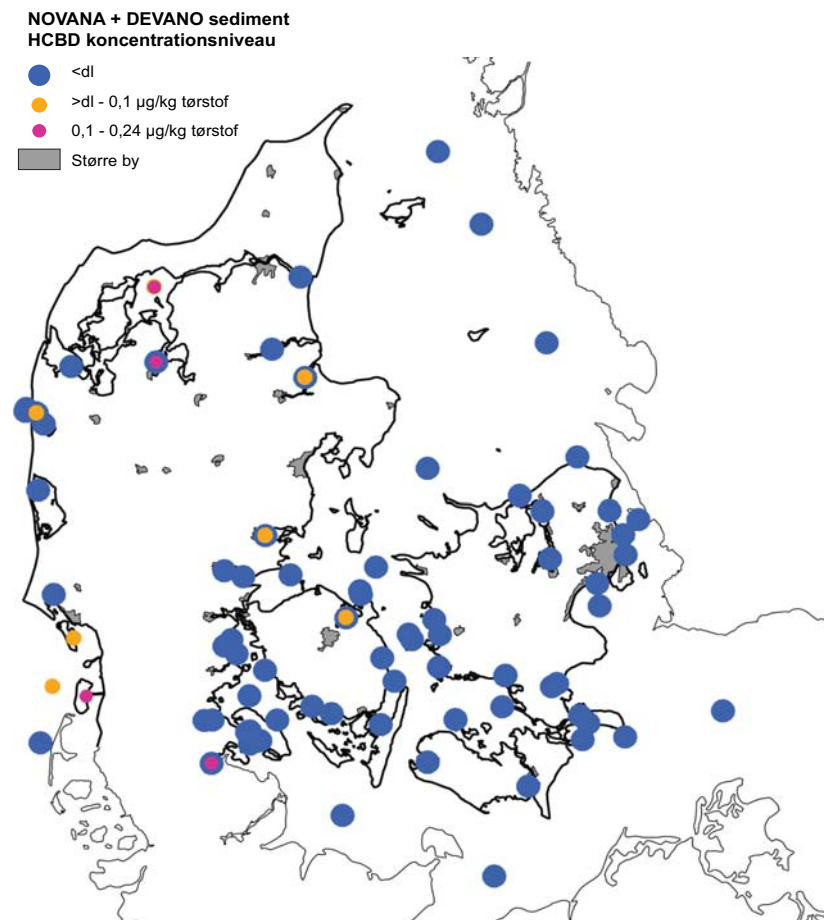 NOVANA + DEVANO sediment
HCBD koncentrationsniveau
<dl
>dl - 0,1 µg/kg tørstof
0,1 - 0,24 µg/kg tørstof
Større by